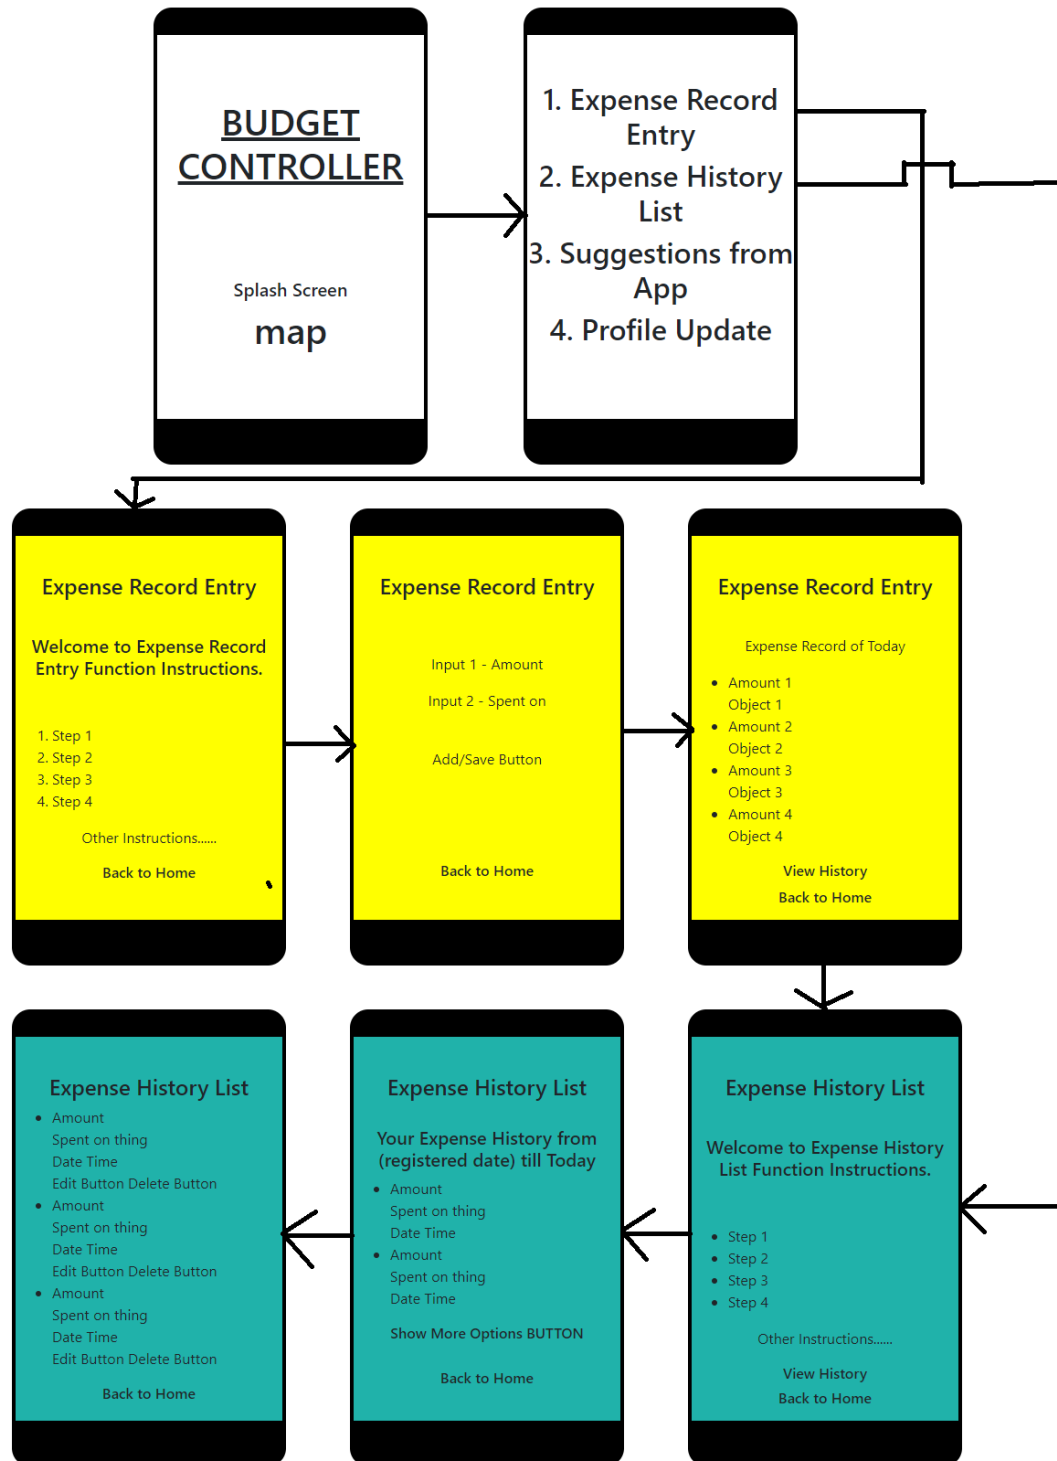 BUDGET
CONTROLLER
Splash Screen
map
1. Expense Record
Entry
2. Expense History
List
3. Suggestions from
App
4. Profile Update
Expense Record Entry
Welcome to Expense Record
Entry Function Instructions.
1. Step 1
2. Step 2
3. Step 3
4. Step 4
Other Instructions......
Back to Home
Expense Record Entry
Input 1 - Amount
Input 2 - Spent on
Add/Save Button
Back to Home
Expense Record Entry
Expense Record of Today
• Amount 1
Object 1
• Amount 2
Object 2
• Amount 3
Object 3
• Amount 4
Object 4
View History
Back to Home
Expense History List
• Amount
Spent on thing
Date Time
Edit Button Delete Button
• Amount
Spent on thing
Date Time
Edit Button Delete Button
• Amount
Spent on thing
Date Time
Edit Button Delete Button
Back to Home
Expense History List
Your Expense History from
(registered date) till Today
• Amount
Spent on thing
Date Time
• Amount
Spent on thing
Date Time
Show More Options BUTTON
Back to Home
Expense History List
Welcome to Expense History
List Function Instructions.
• Step 1
• Step 2
• Step 3
• Step 4
Other Instructions......
View History
Back to Home